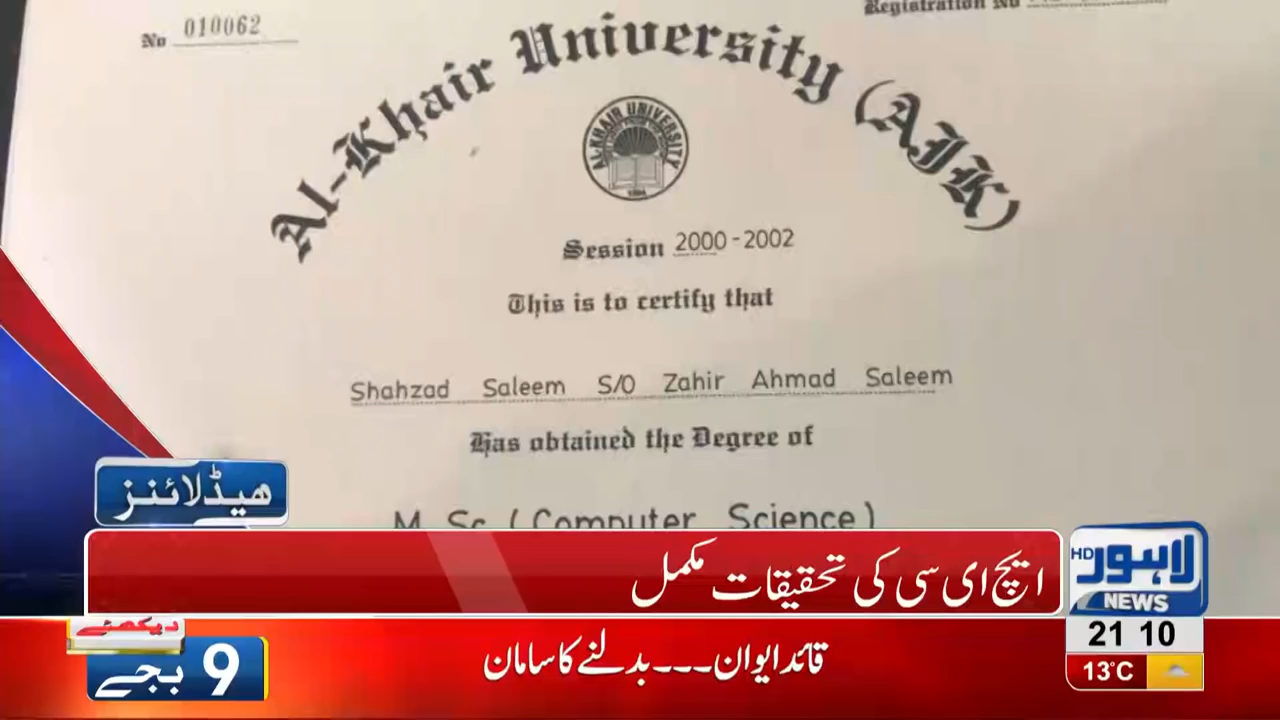 No 010062
Registration No
Al-Khair University (AJK)
AL-KHAIR UNIVERSITY
Session 2000-2002
This is to certify that
Shahzad Saleem S/O Zahir Ahmad Saleem
Has obtained the Degree of
M.Sc (Computer Science)
ہیڈلائنز
ایچ ای سی کی تحقیقات مکمل
HD لاہور
NEWS
دیکھئے
9 بجے
قائد ایوان۔۔۔بدلنے کا سامان
21 10
13°C